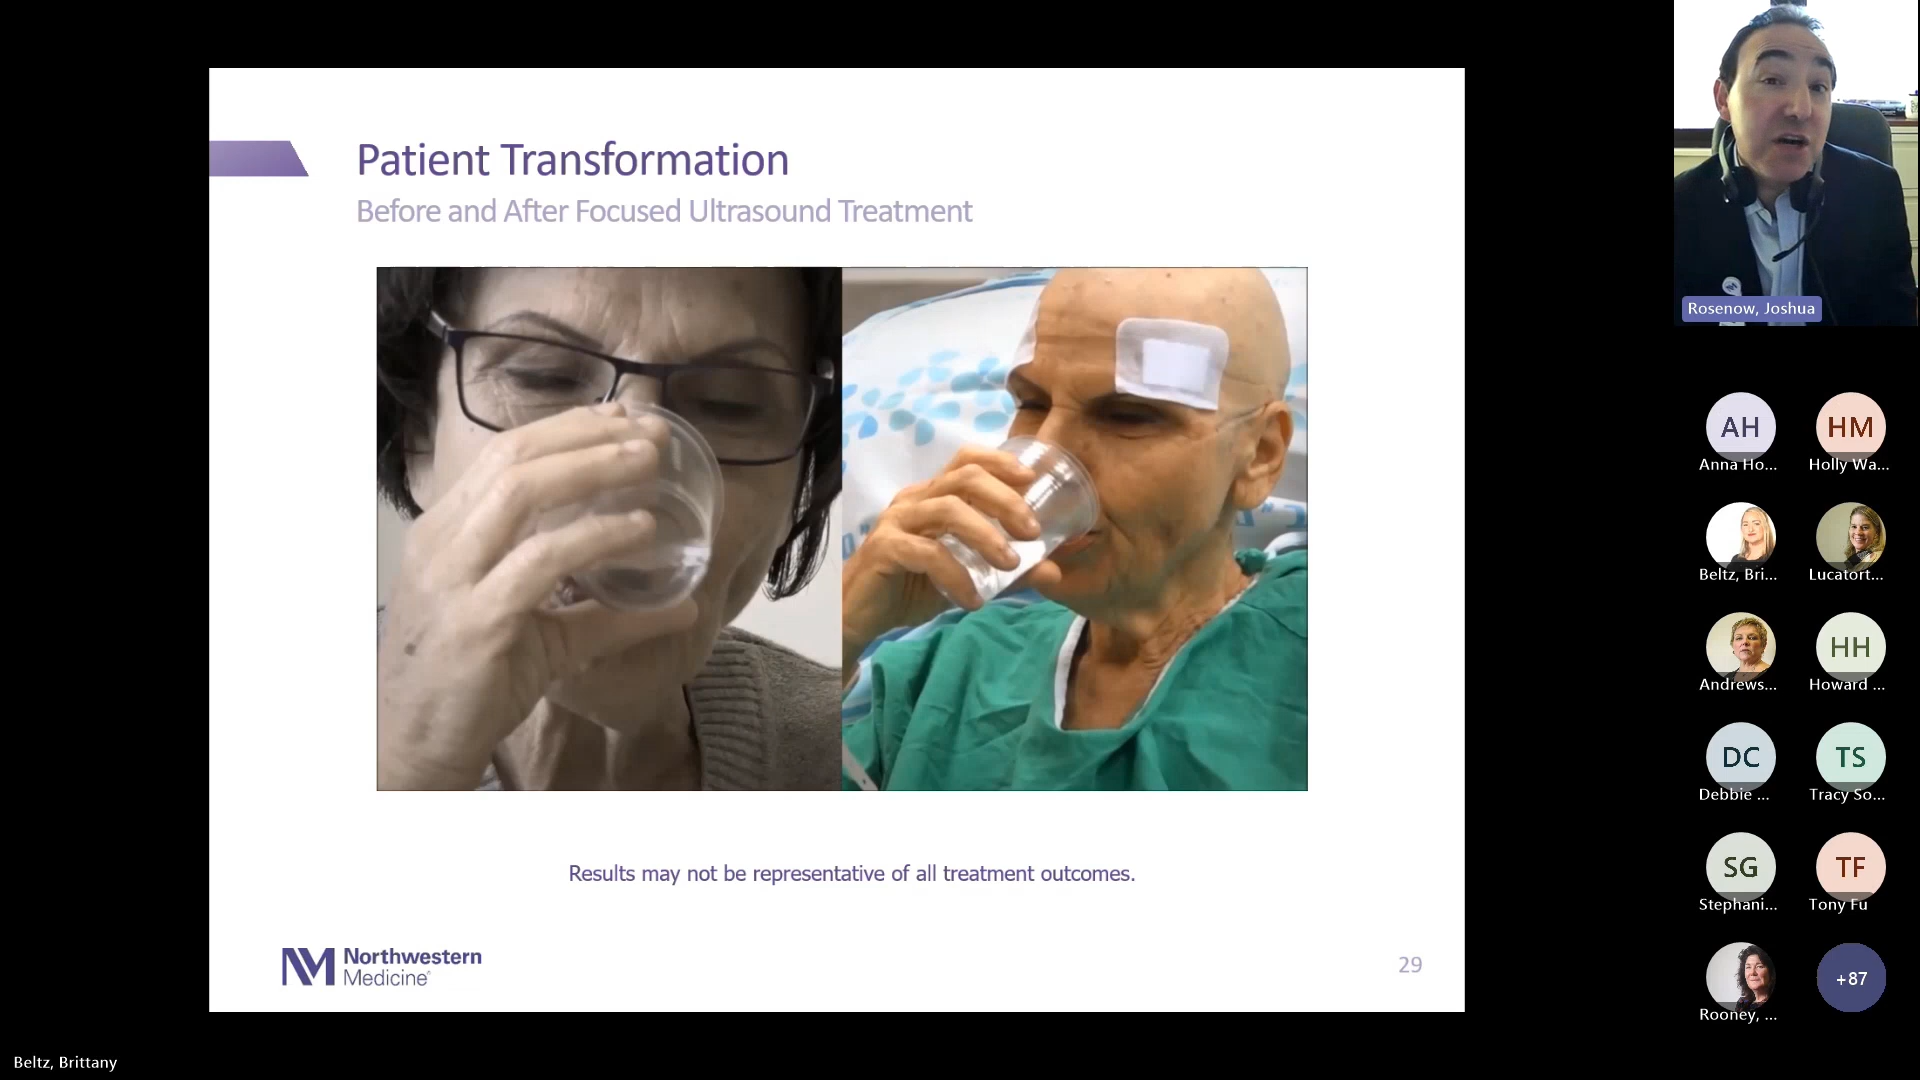 Patient Transformation
Before and After Focused Ultrasound Treatment
Results may not be representative of all treatment outcomes.
Northwestern
Medicine®
29
Rosenow, Joshua
AH
HM
Anna Ho...
Holly Wa...
Beltz, Bri...
Lucatort...
HH
Andrews...
Howard ...
DC
TS
Debbie ...
Tracy So...
SG
TF
Stephani...
Tony Fu
+87
Rooney, ...
Beltz, Brittany